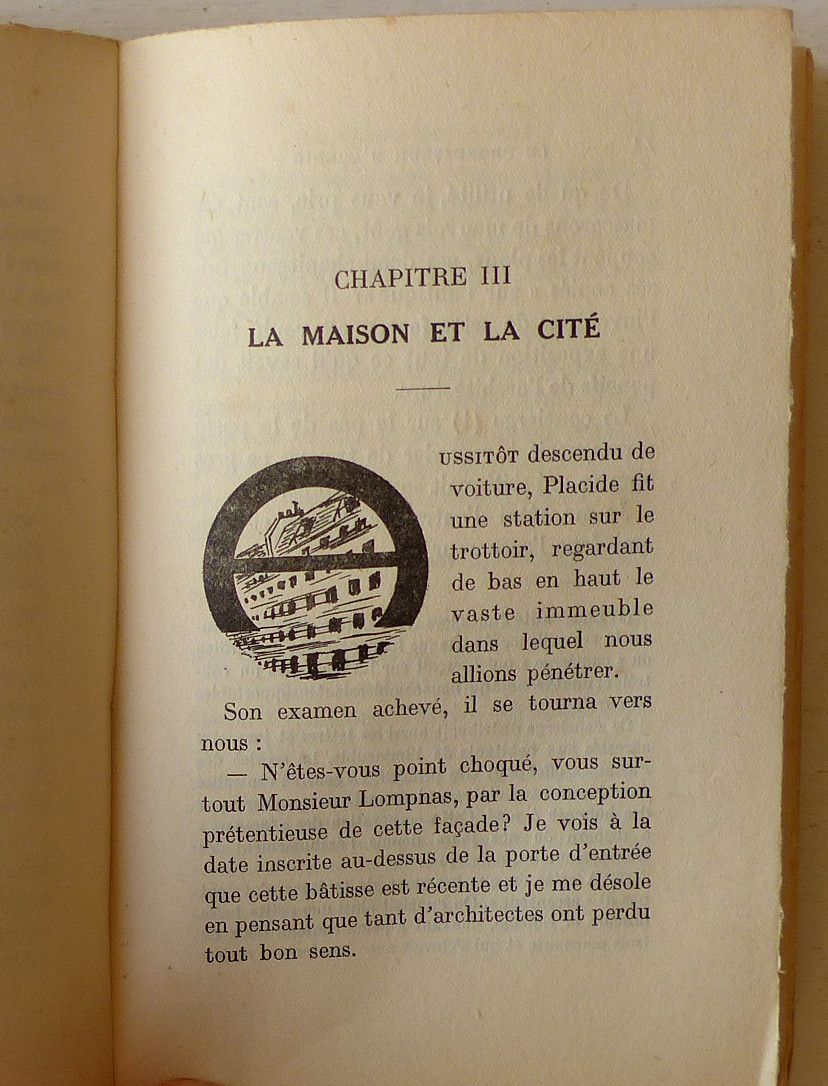 CHAPITRE III
LA MAISON ET LA CITÉ
AUSSITÔT descendu de
voiture, Placide fit
une station sur le
trottoir, regardant
de bas en haut le
vaste immeuble
dans lequel nous
allions pénétrer.
Son examen achevé, il se tourna vers
nous :
— N'êtes-vous point choqué, vous sur-
tout Monsieur Lompnas, par la conception
prétentieuse de cette façade? Je vois à la
date inscrite au-dessus de la porte d'entrée
que cette bâtisse est récente et je me désole
en pensant que tant d'architectes ont perdu
tout bon sens.